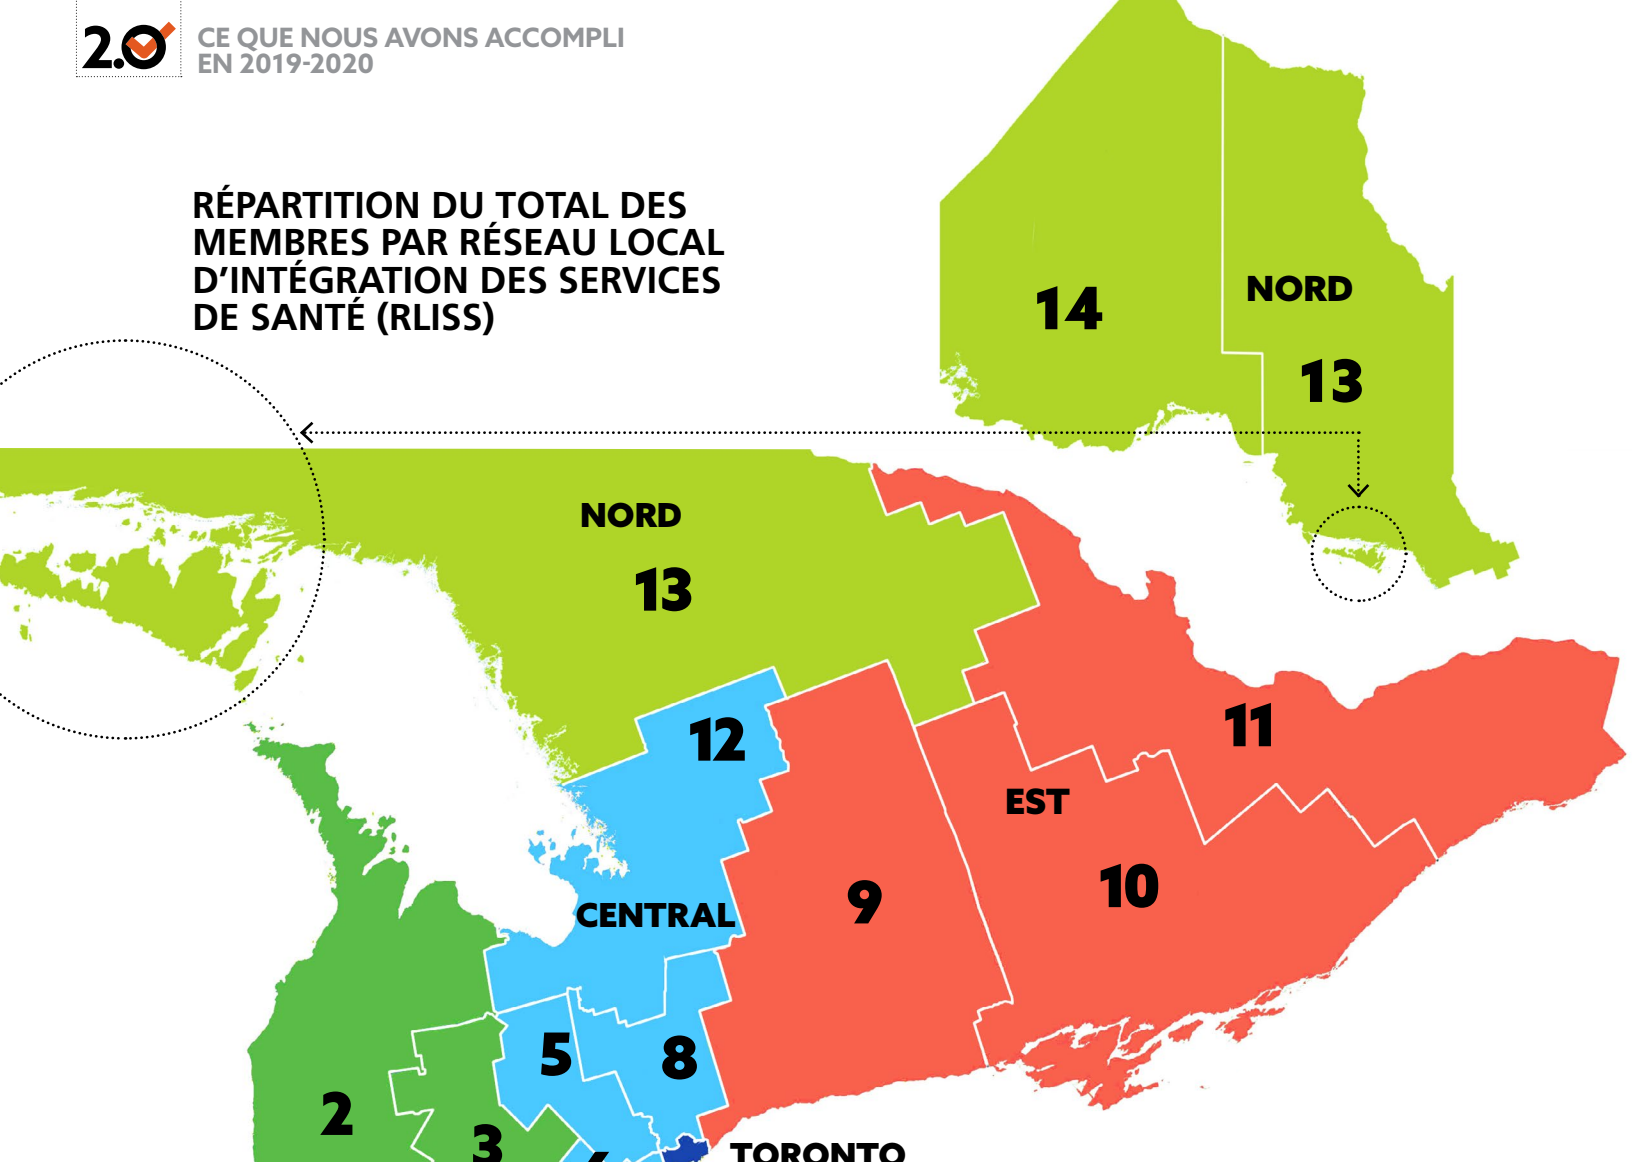 2.0
CE QUE NOUS AVONS ACCOMPLI
EN 2019-2020
RÉPARTITION DU TOTAL DES
MEMBRES PAR RÉSEAU LOCAL
D’INTÉGRATION DES SERVICES
DE SANTÉ (RLISS)
14
NORD
13
NORD
13
12
11
EST
10
9
CENTRAL
5
8
2
3
TORONTO